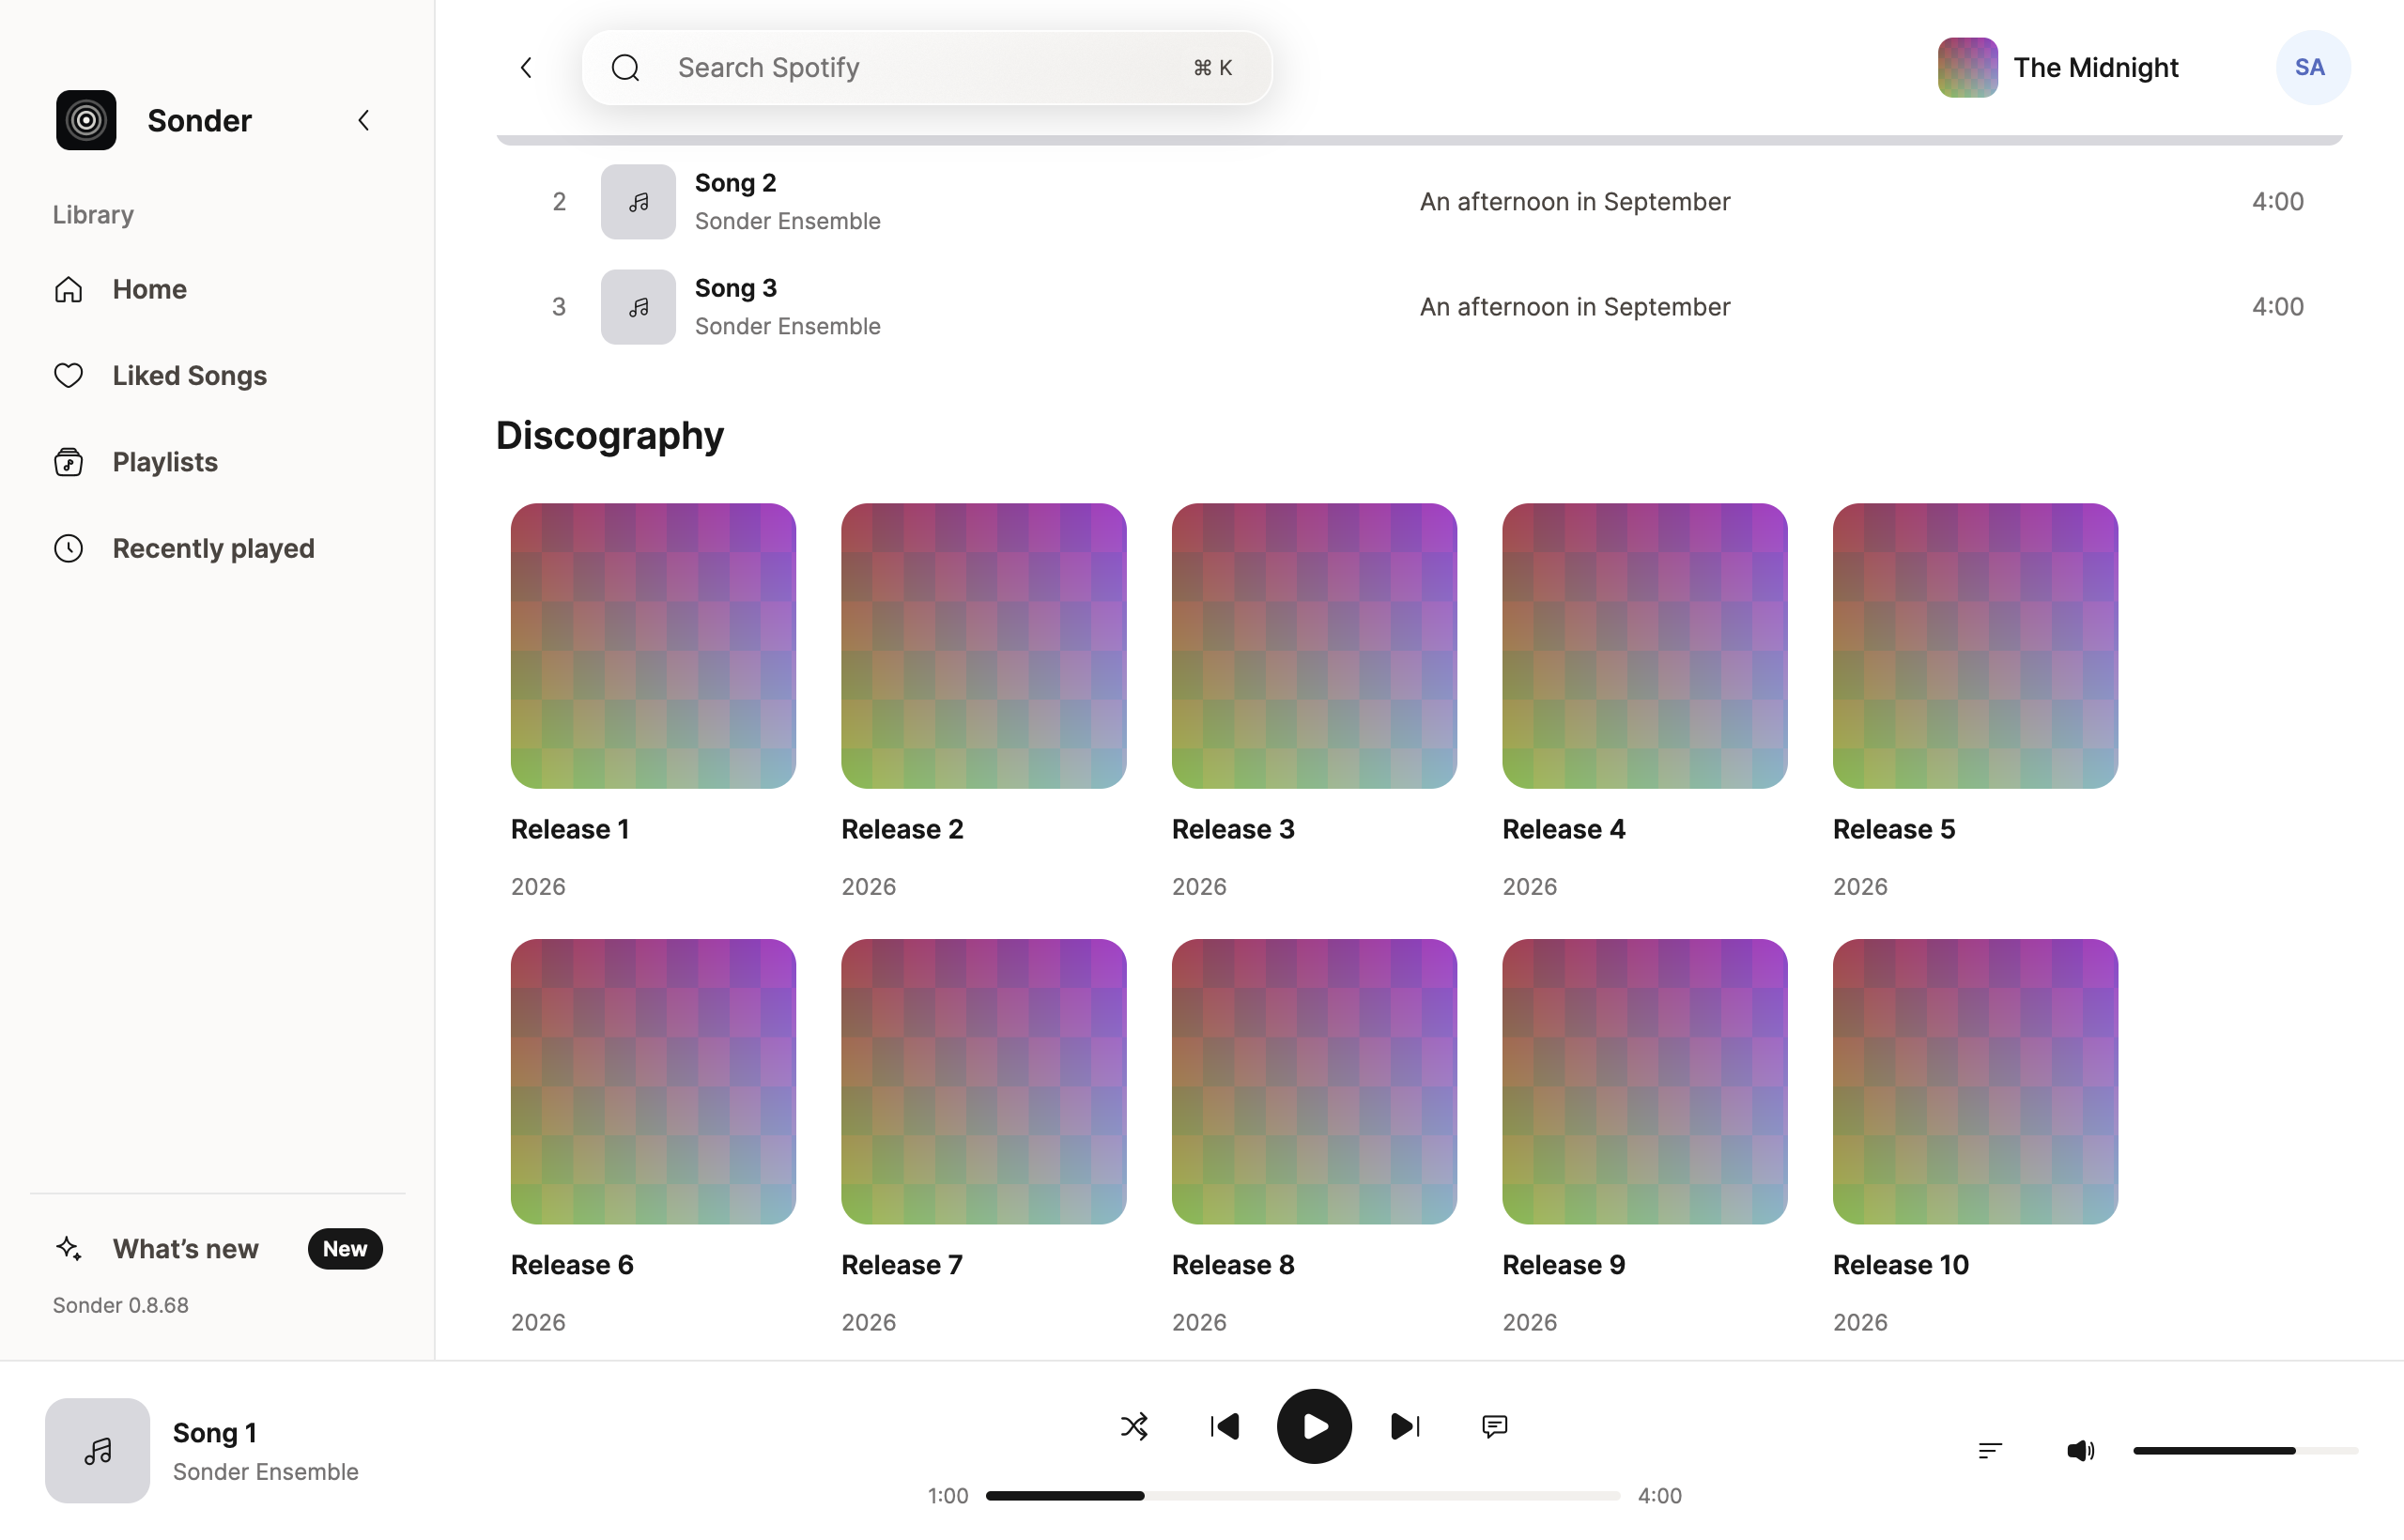 Sonder
Search Spotify
⌘ K
The Midnight
SA
Library
Home
Liked Songs
Playlists
Recently played
2
Song 2
Sonder Ensemble
An afternoon in September
4:00
3
Song 3
Sonder Ensemble
An afternoon in September
4:00
Discography
Release 1
2026
Release 2
2026
Release 3
2026
Release 4
2026
Release 5
2026
Release 6
2026
Release 7
2026
Release 8
2026
Release 9
2026
Release 10
2026
What’s new
New
Sonder 0.8.68
Song 1
Sonder Ensemble
1:00
4:00